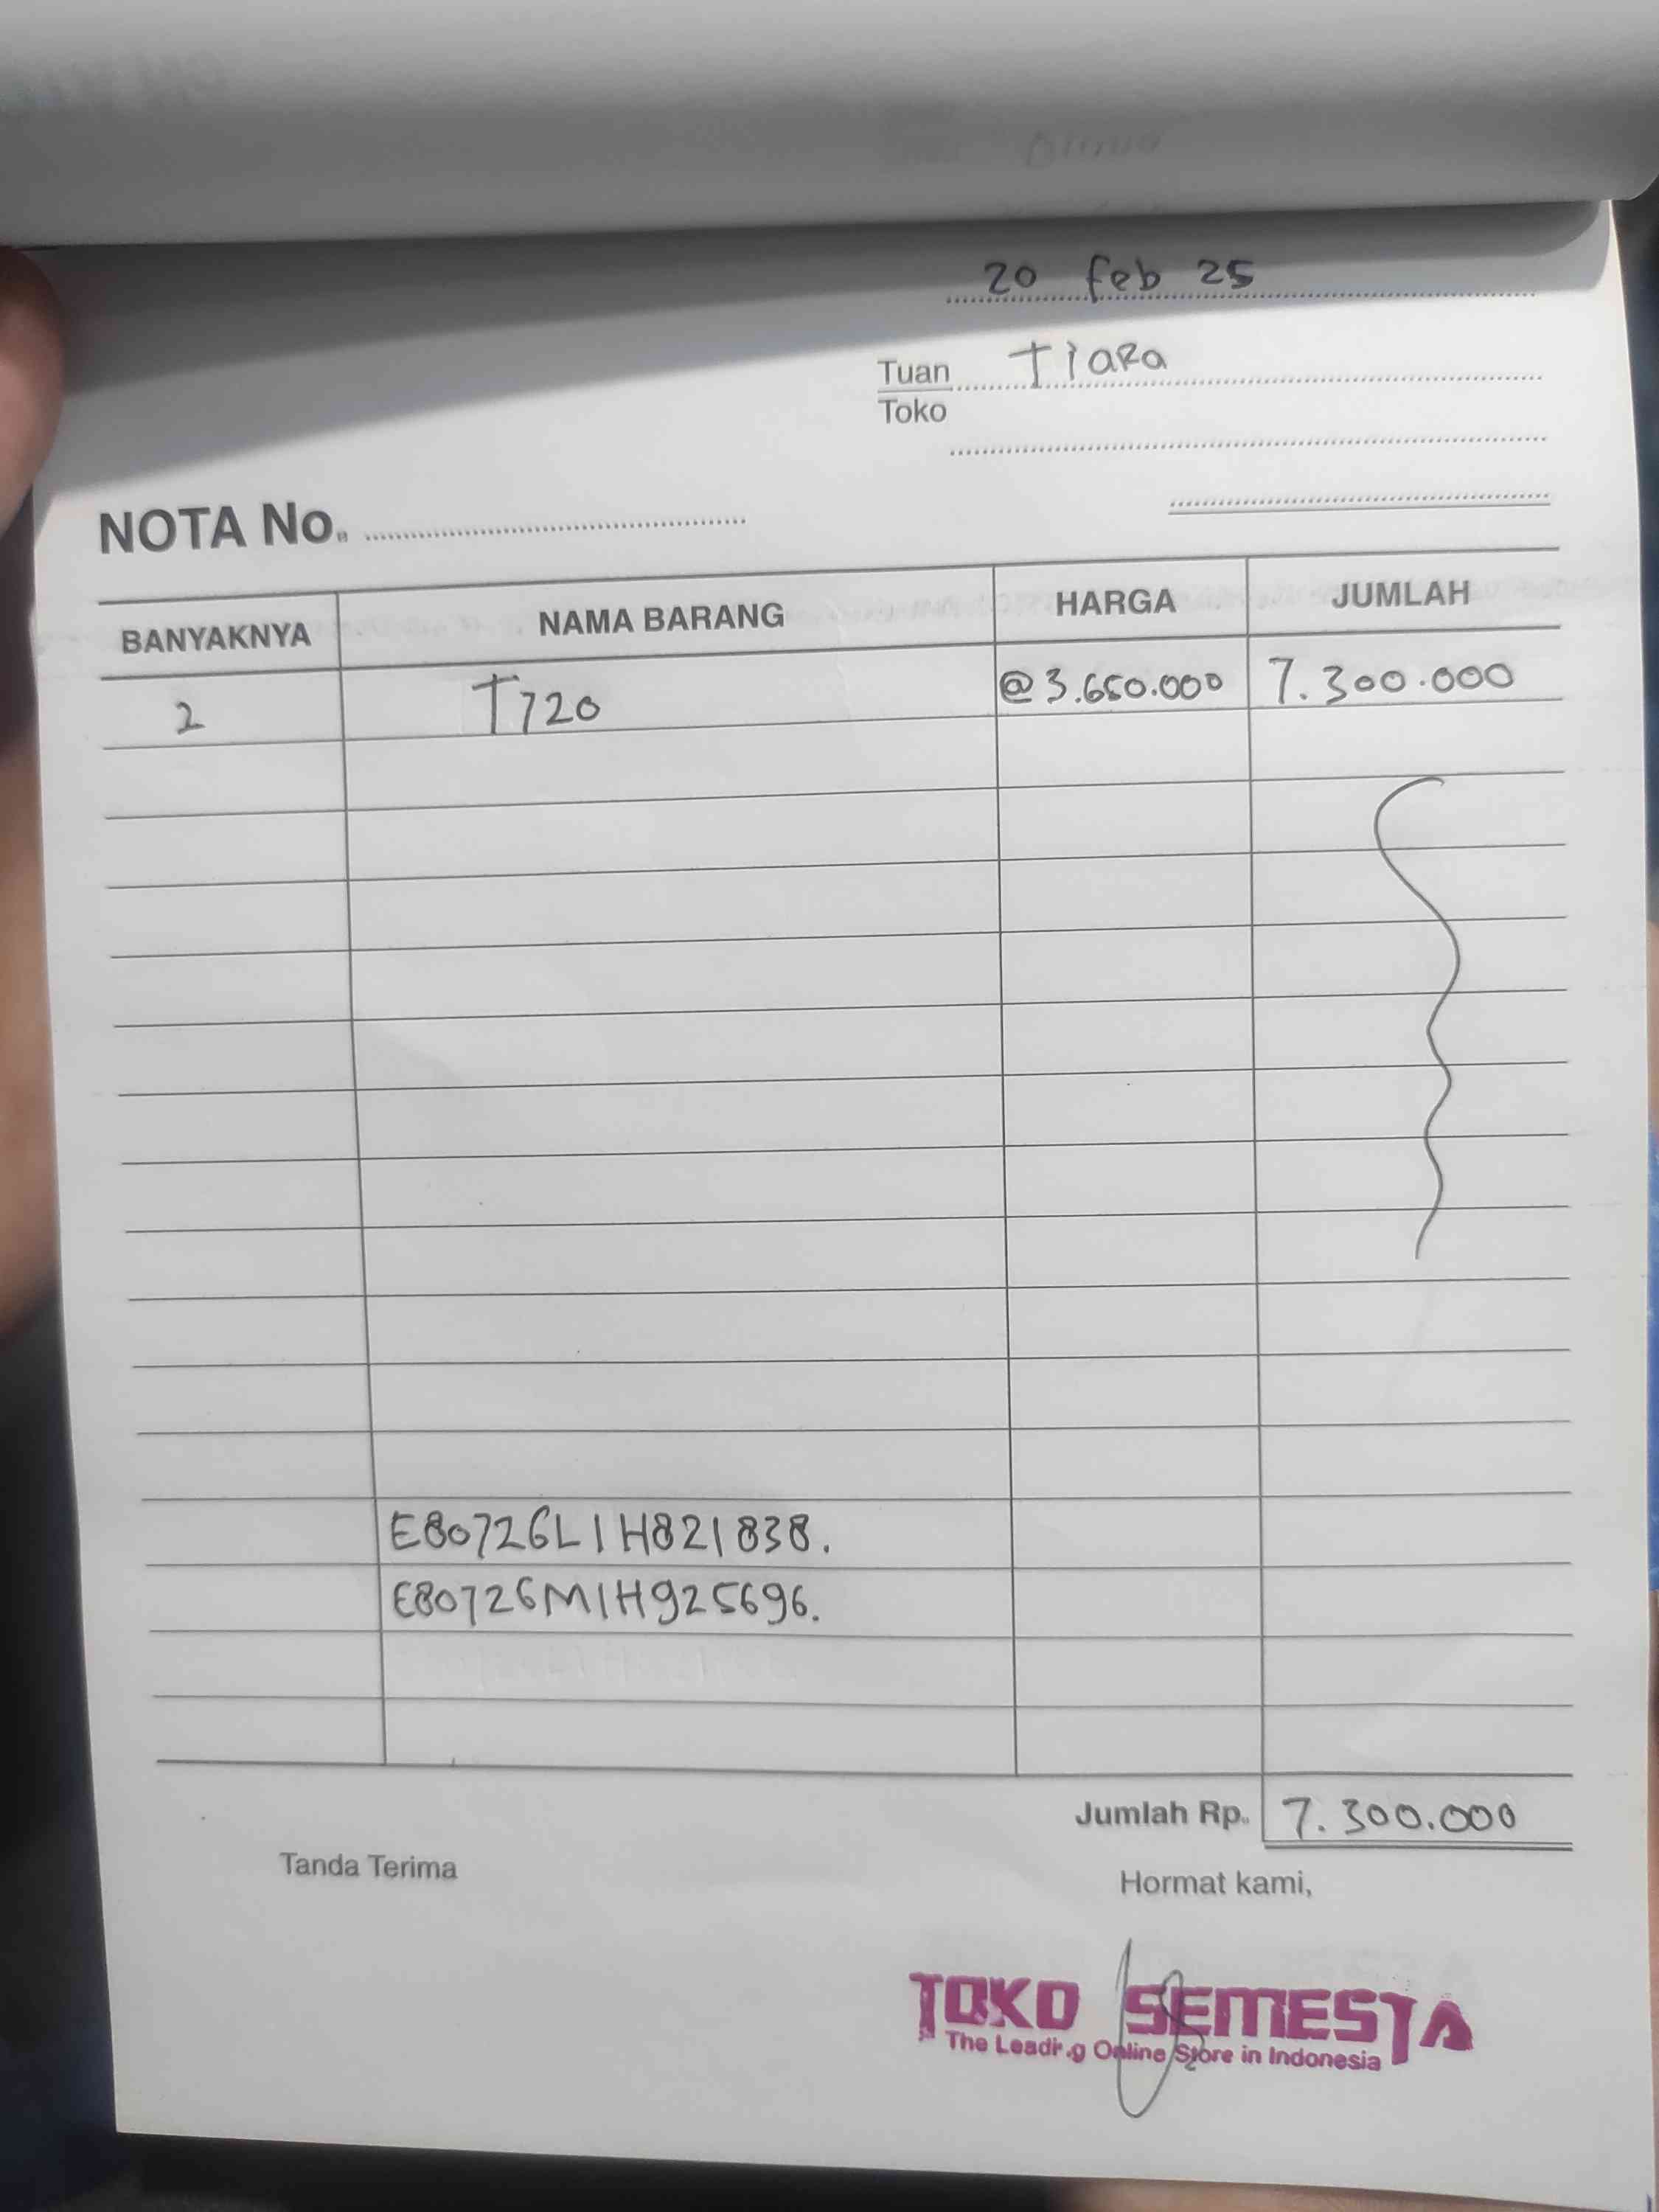 20 feb 25
Tuan Tiara
Toko
NOTA No.
BANYAKNYA NAMA BARANG HARGA JUMLAH
2 T720 @ 3.650.000 7.300.000
E80726L1H821838.
E80726M1H925696.
Jumlah Rp. 7.300.000
Tanda Terima Hormat kami,
TOKO SEMESTA
The Leading Online Store in Indonesia